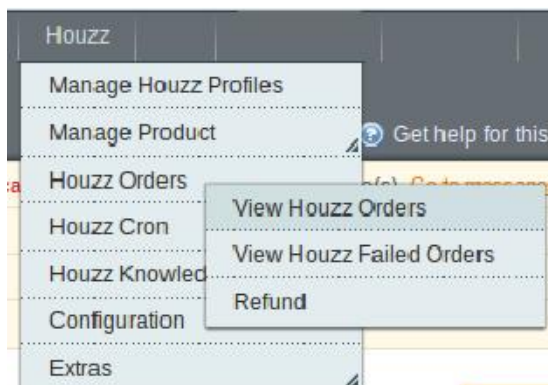 Houzz
Manage Houzz Profiles
Manage Product
Get help for this
Houzz Orders
View Houzz Orders
Houzz Cron
View Houzz Failed Orders
Houzz Knowled
Refund
Configuration
Extras